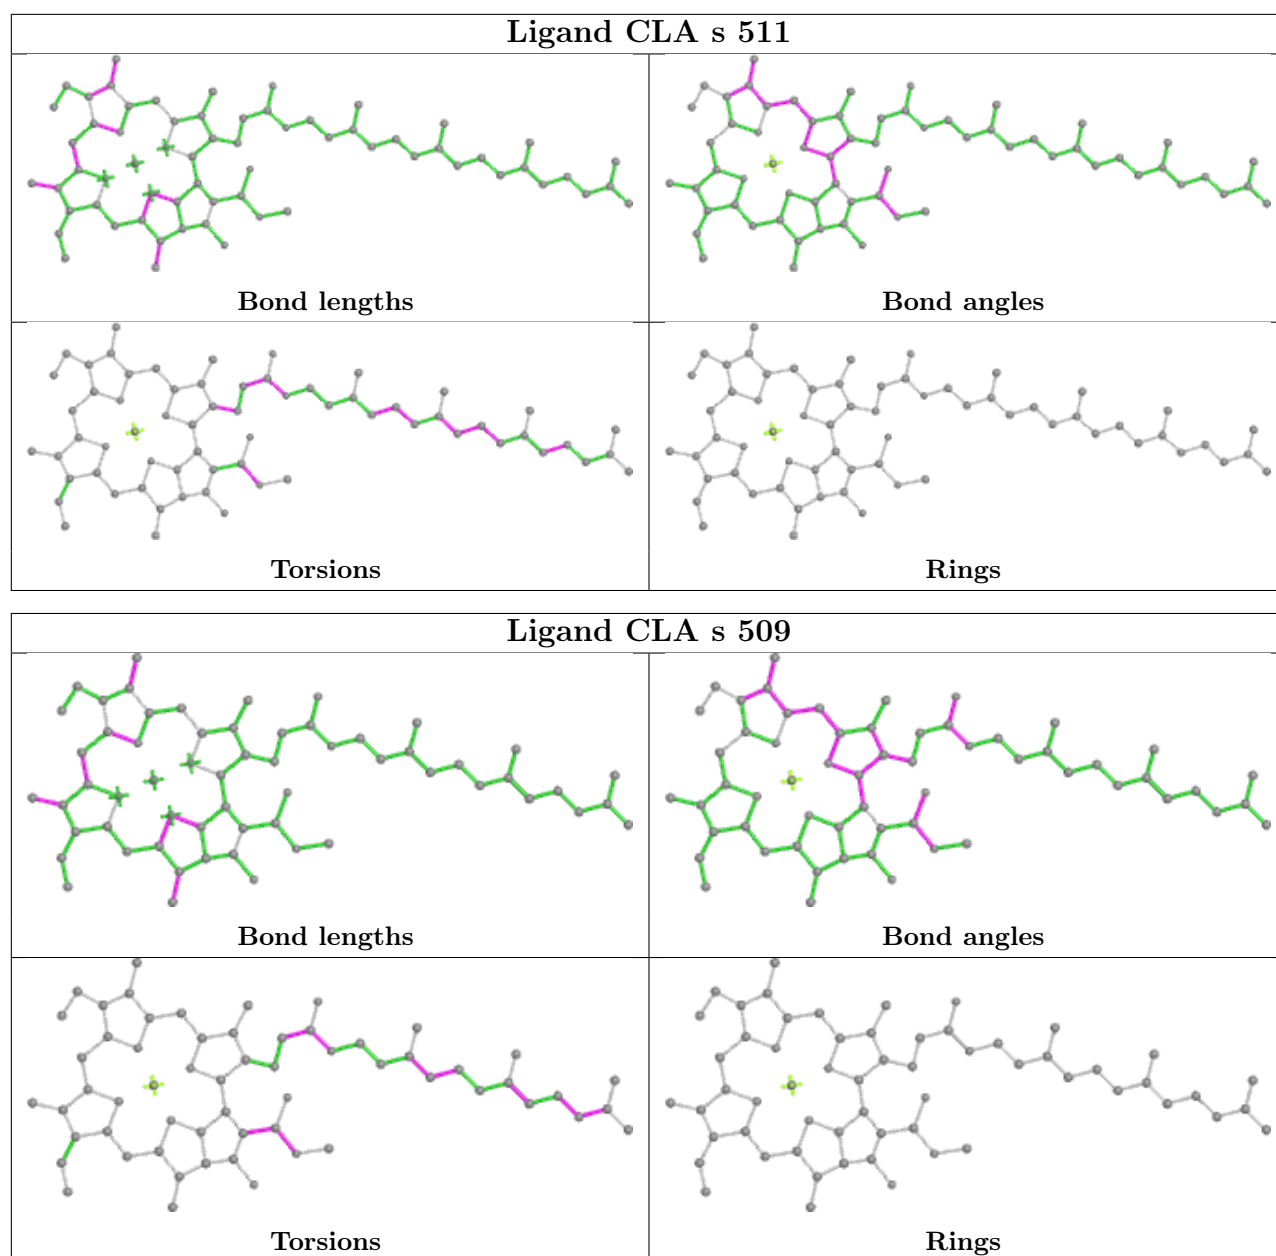 Ligand CLA s 511
Bond lengths
Bond angles
Torsions
Rings
Ligand CLA s 509
Bond lengths
Bond angles
Torsions
Rings